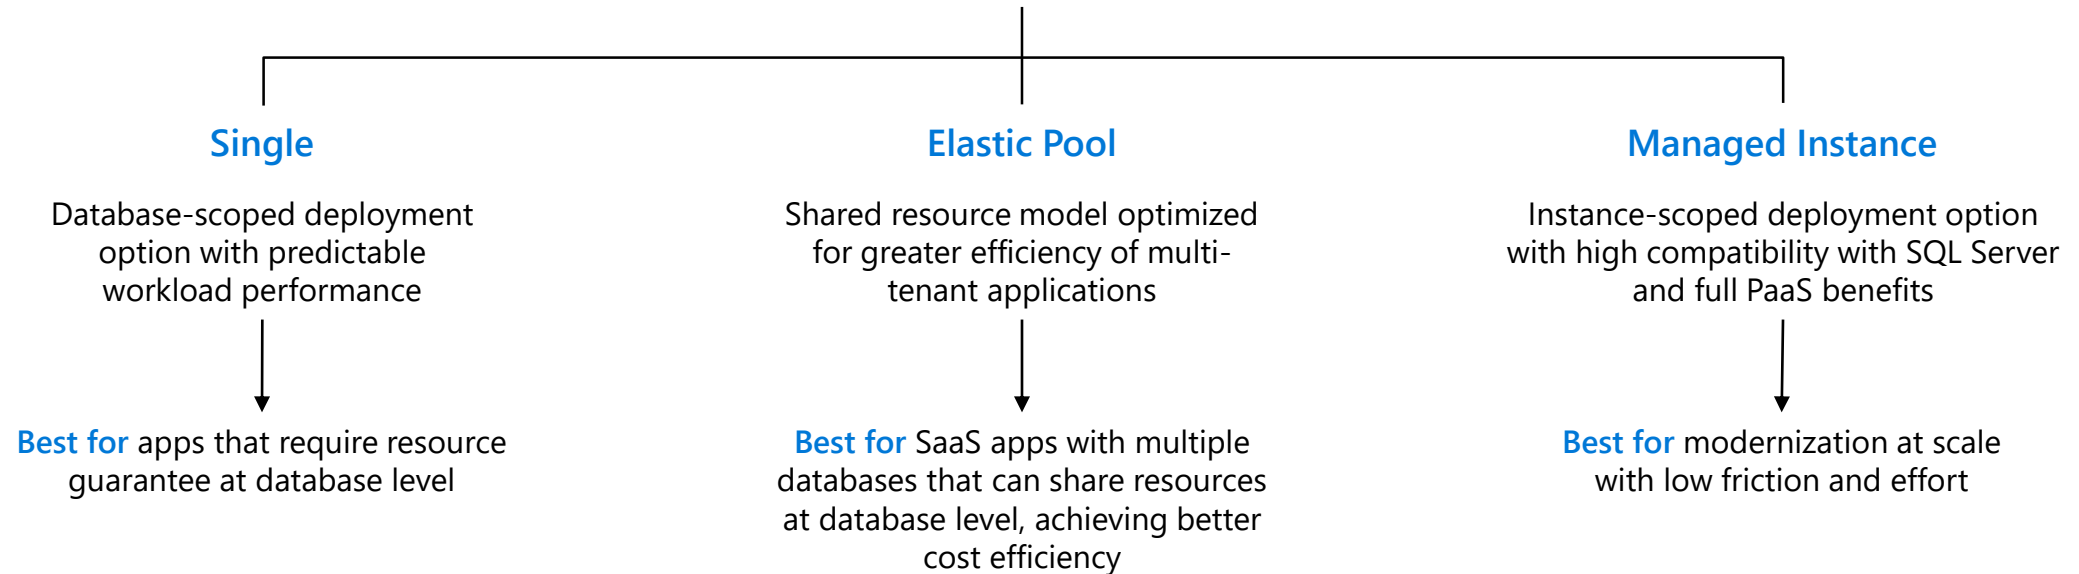 Single
Database-scoped deployment
option with predictable
workload performance
Best for apps that require resource
guarantee at database level
Elastic Pool
Shared resource model optimized
for greater efficiency of multi-
tenant applications
Best for SaaS apps with multiple
databases that can share resources
at database level, achieving better
cost efficiency
Managed Instance
Instance-scoped deployment option
with high compatibility with SQL Server
and full PaaS benefits
Best for modernization at scale
with low friction and effort